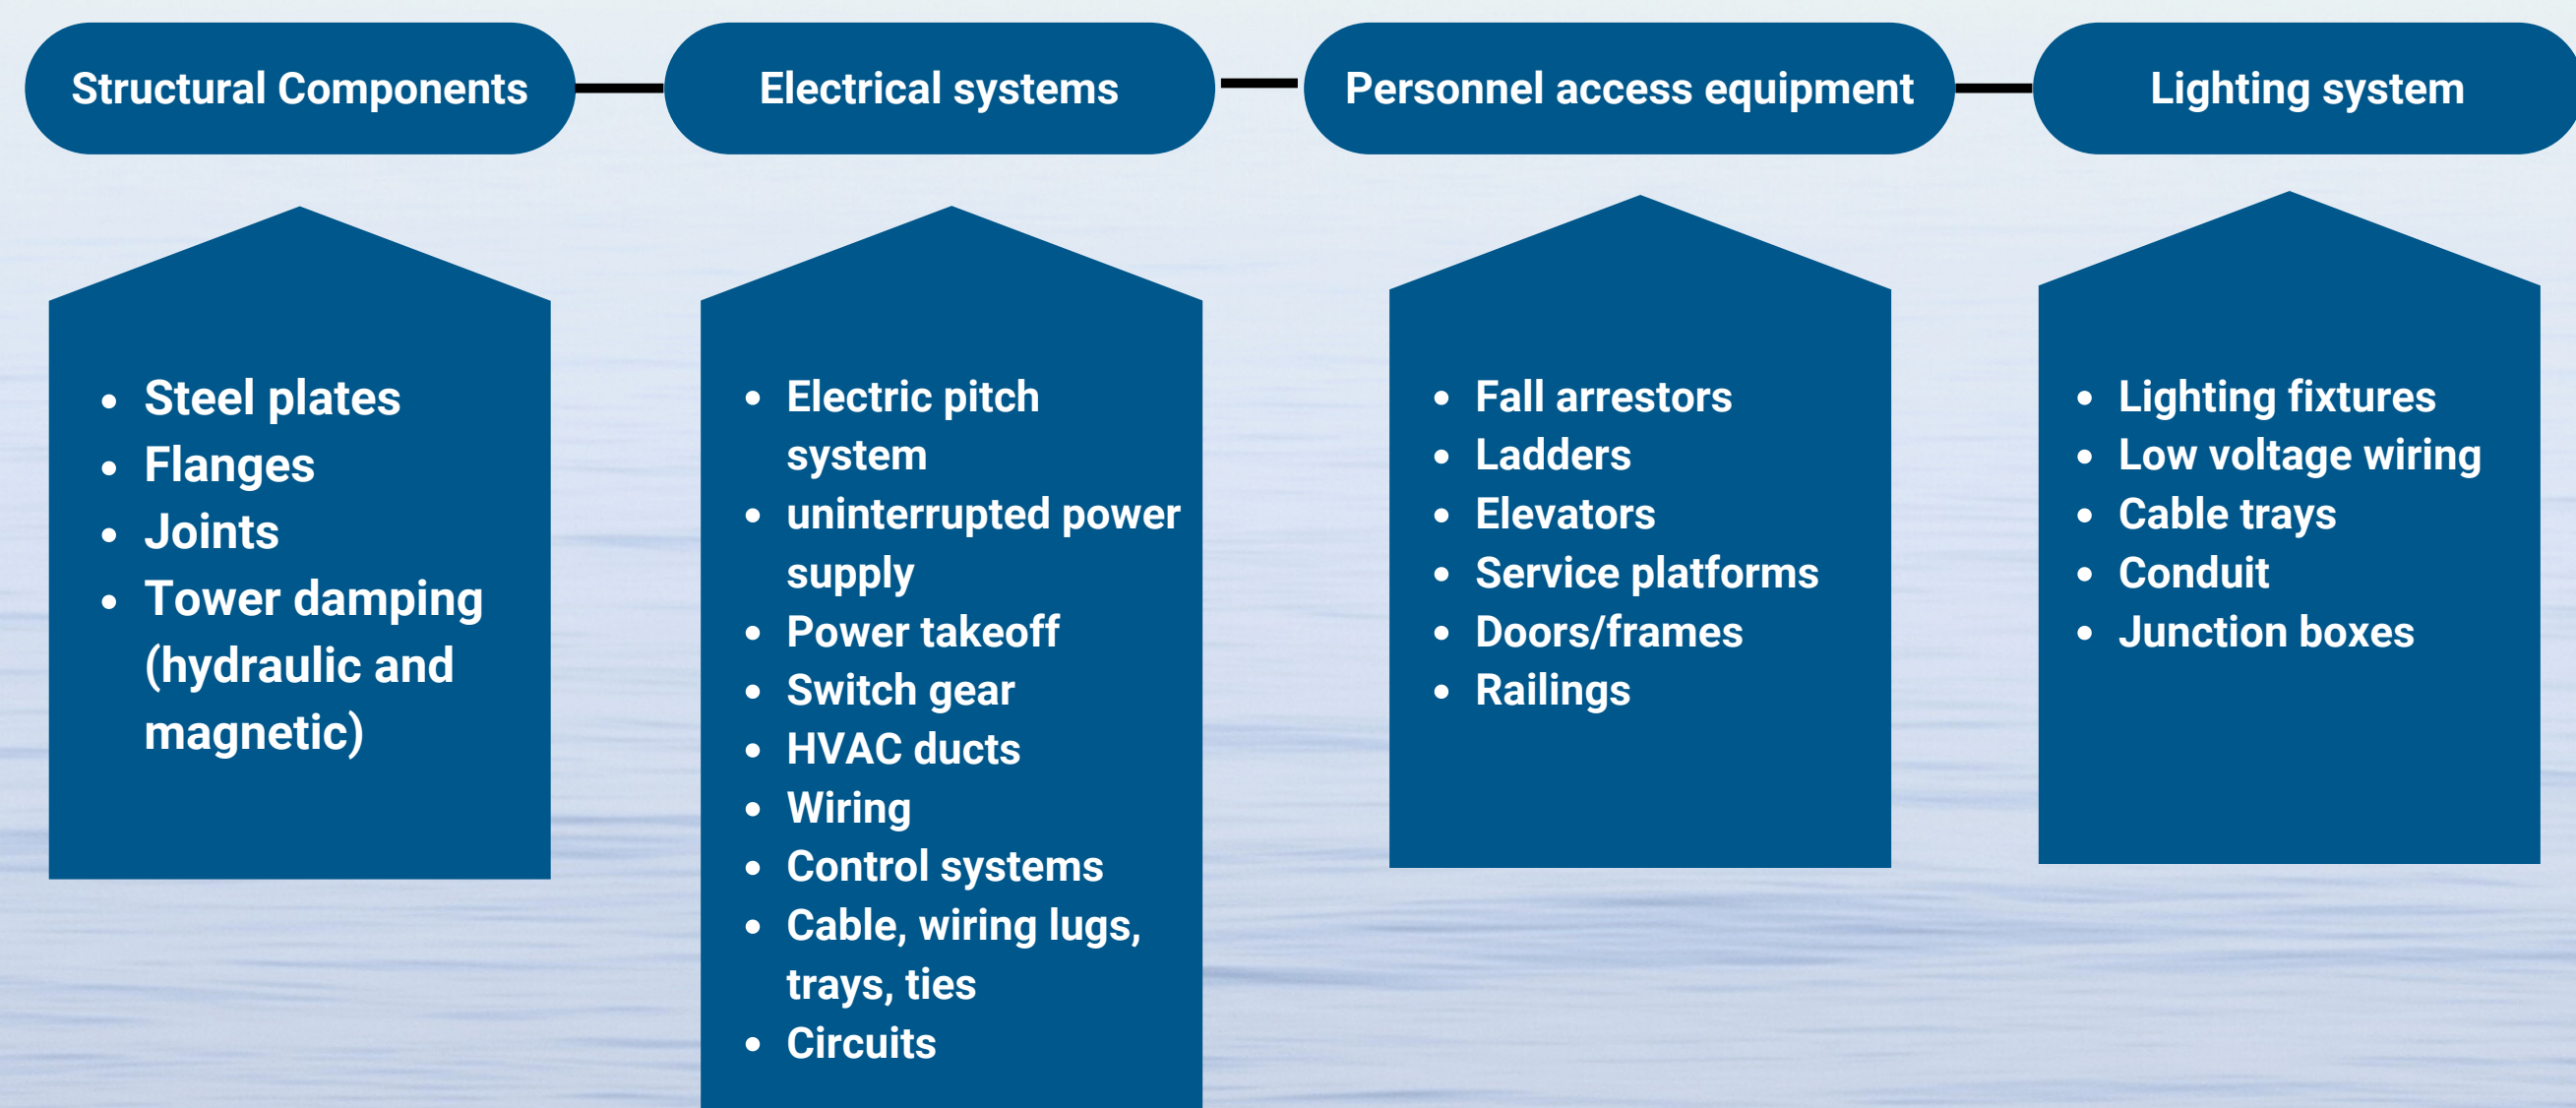 Structural Components
Electrical systems
Personnel access equipment
Lighting system
Steel plates
Flanges
Joints
Tower damping
(hydraulic and
magnetic)
Electric pitch
system
uninterrupted power
supply
Power takeoff
Switch gear
HVAC ducts
Wiring
Control systems
Cable, wiring lugs,
trays, ties
Circuits
Fall arrestors
Ladders
Elevators
Service platforms
Doors/frames
Railings
Lighting fixtures
Low voltage wiring
Cable trays
Conduit
Junction boxes